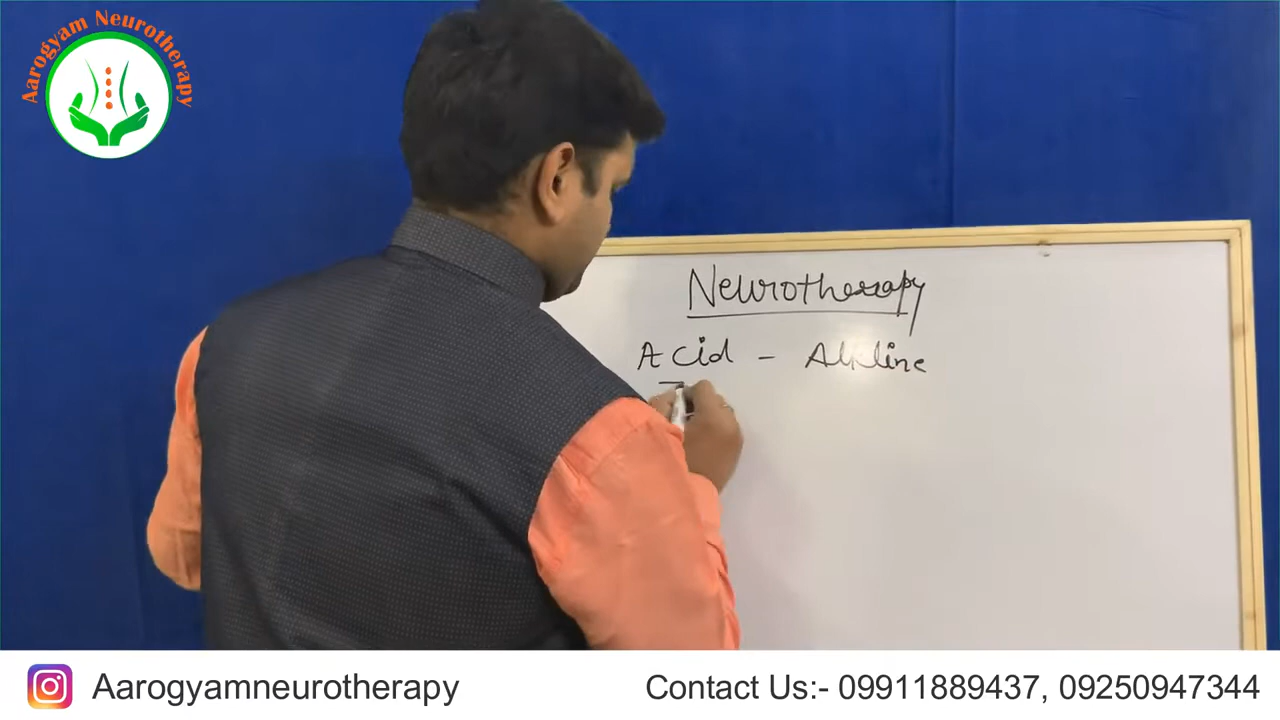 Aarogyam Neurotherapy
Neurotherapy
Acid - Alkline
Aarogyamneurotherapy
Contact Us:- 09911889437, 09250947344